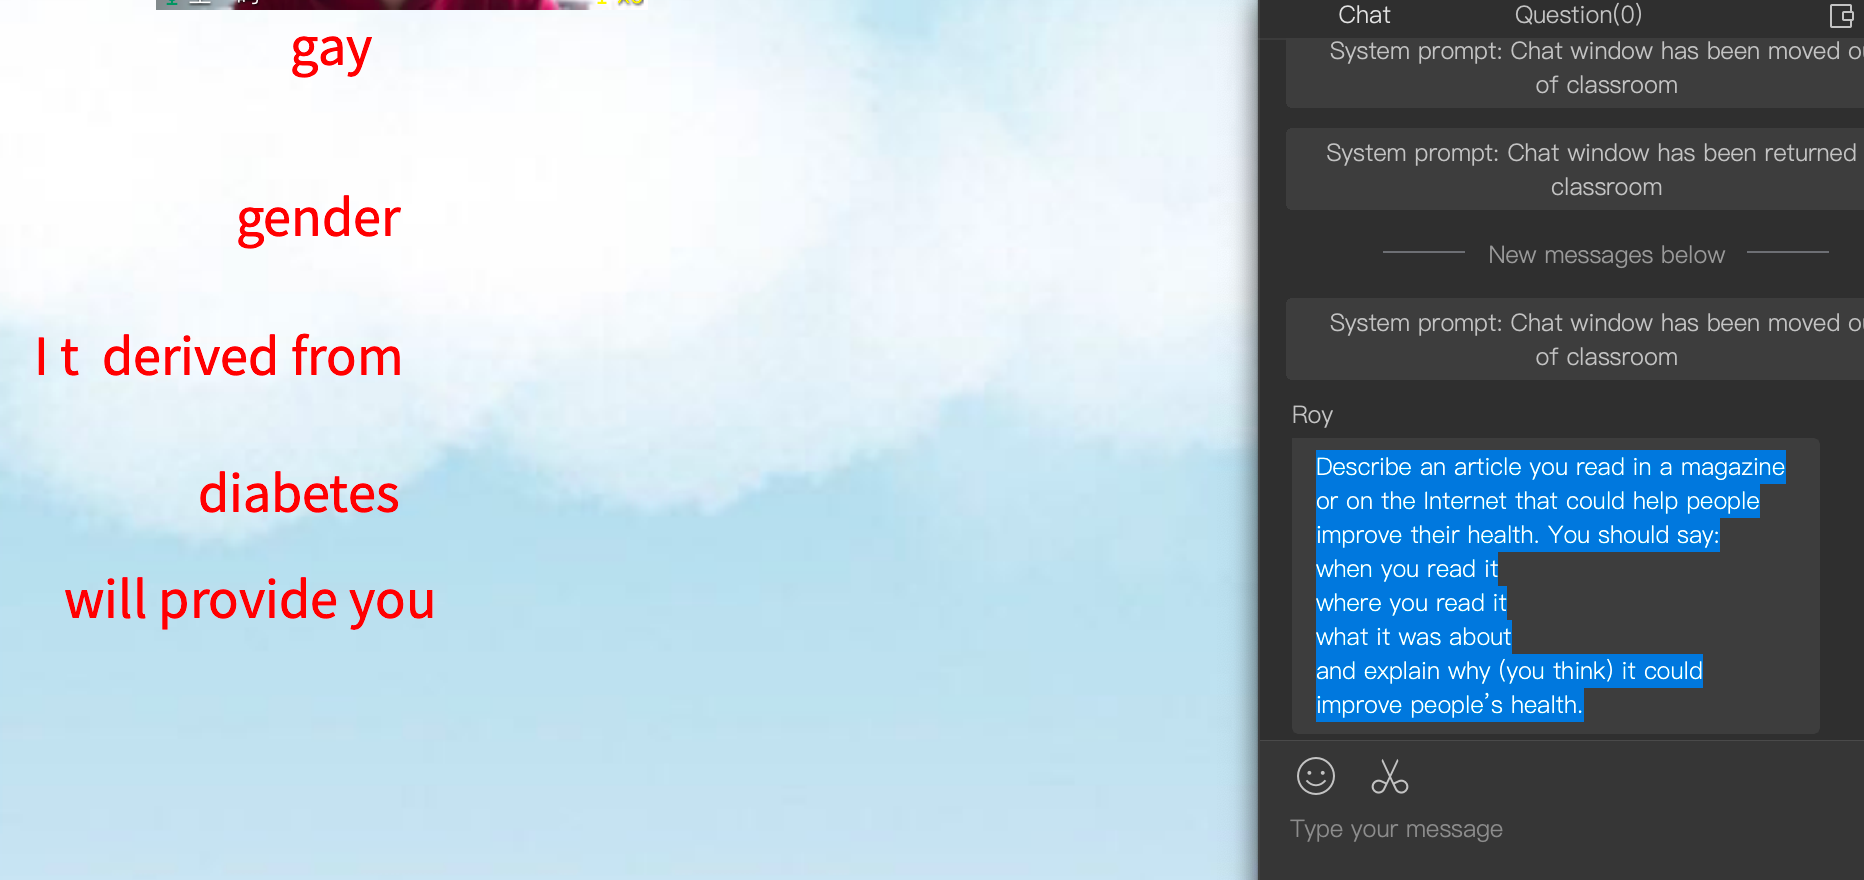 gay
gender
I t derived from
diabetes
will provide you
Chat
Question(0)
System prompt: Chat window has been moved
of classroom
System prompt: Chat window has been returned
classroom
New messages below
System prompt: Chat window has been moved
of classroom
Roy
Describe an article you read in a magazine
or on the Internet that could help people
improve their health. You should say:
when you read it
where you read it
what it was about
and explain why (you think) it could
improve people's health.
Type your message